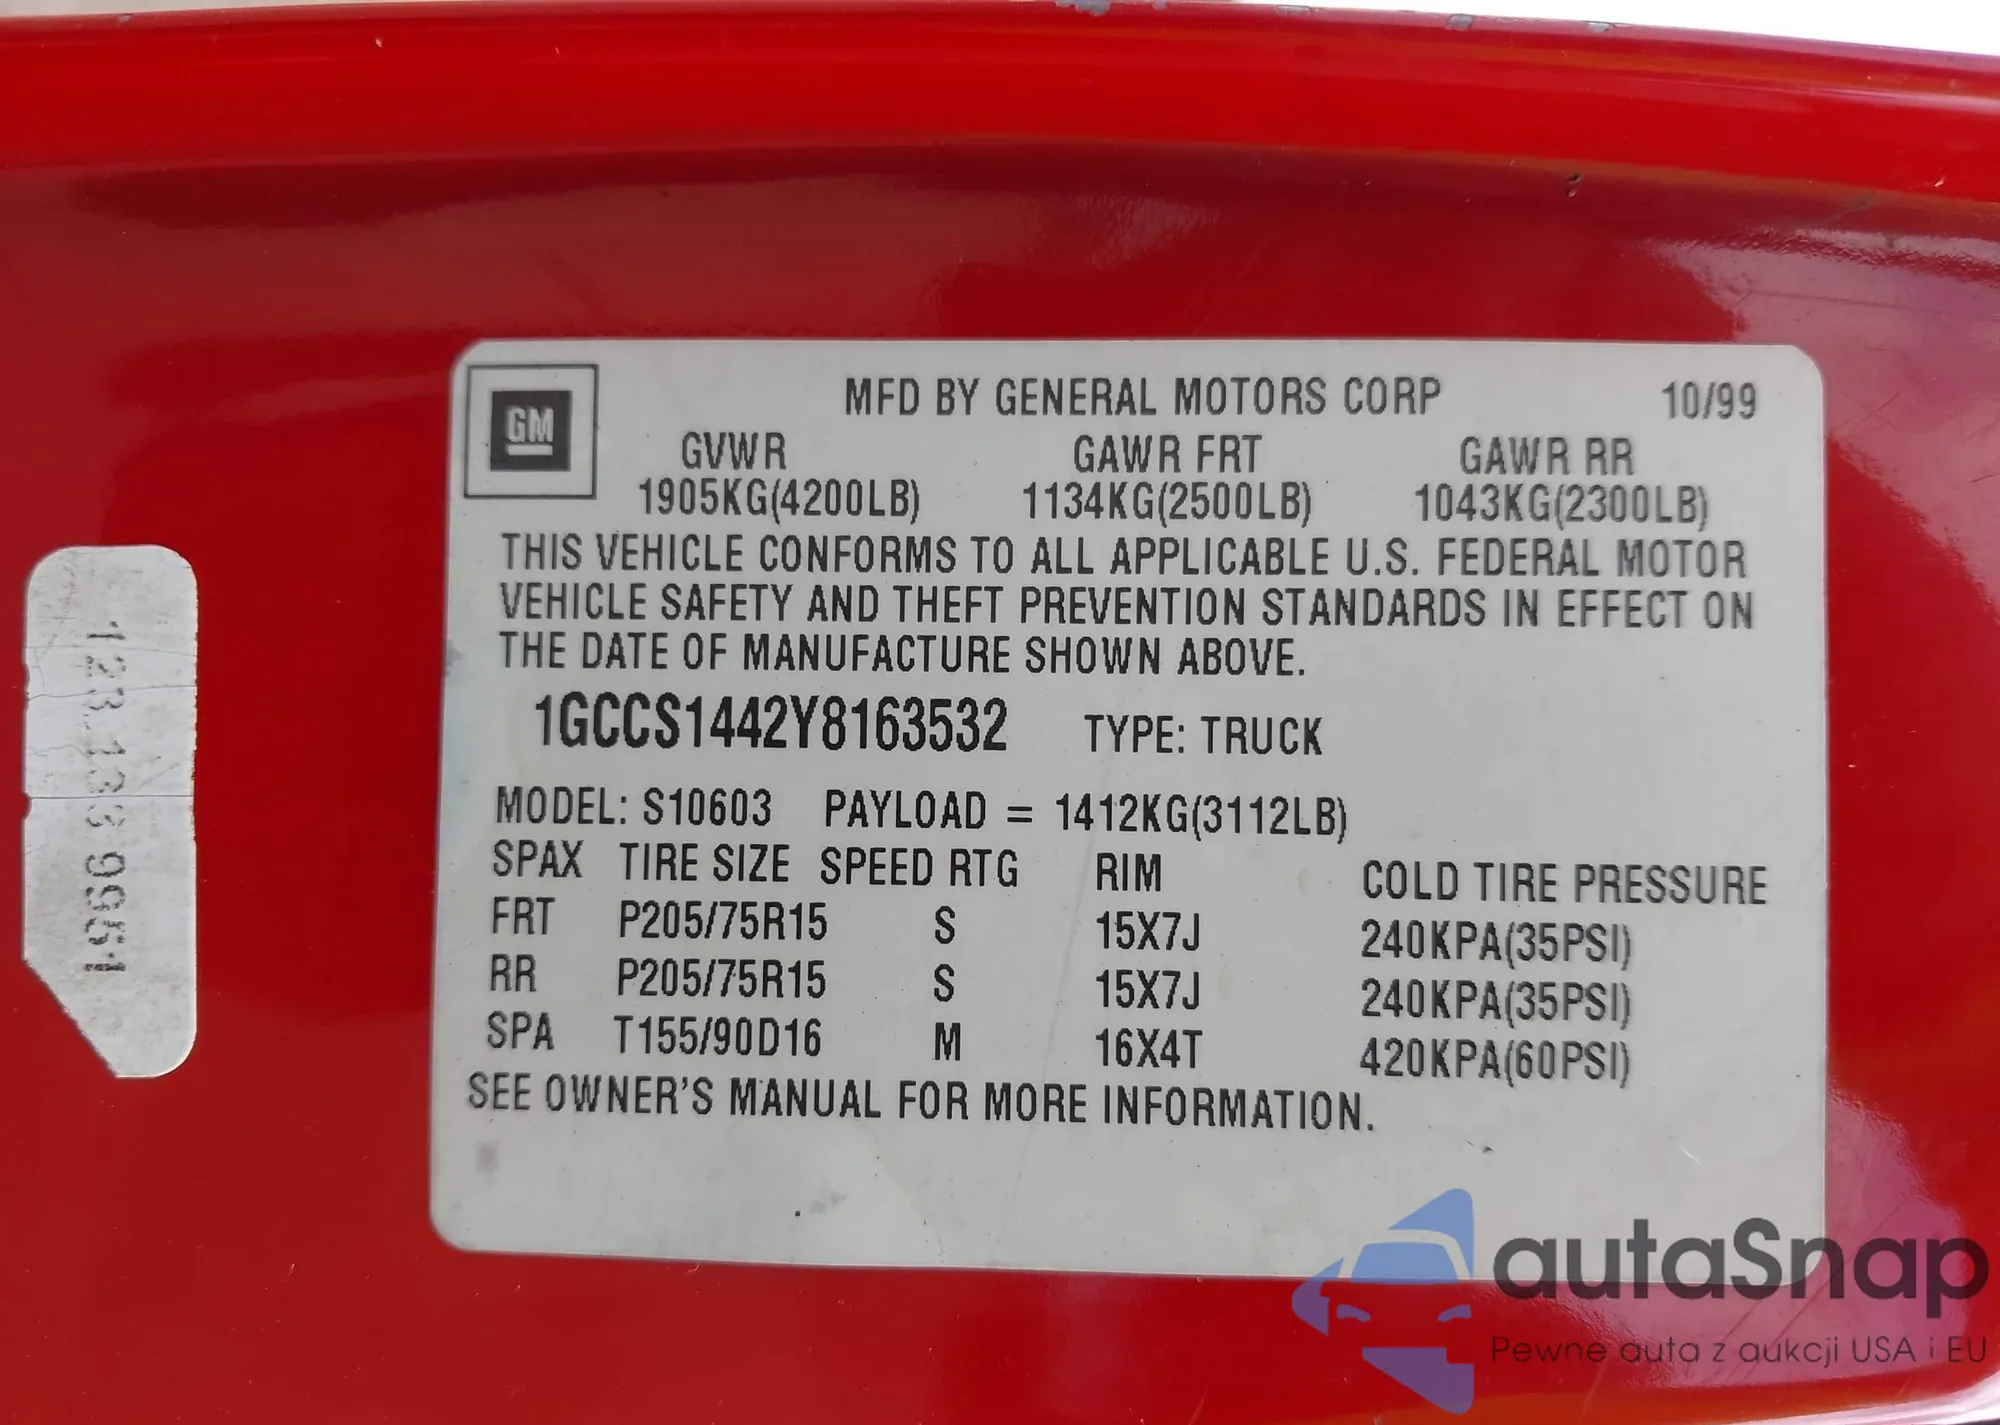 GM
MFD BY GENERAL MOTORS CORP 10/99
GVWR GAWR FRT GAWR RR
1905KG(4200LB) 1134KG(2500LB) 1043KG(2300LB)
THIS VEHICLE CONFORMS TO ALL APPLICABLE U.S. FEDERAL MOTOR
VEHICLE SAFETY AND THEFT PREVENTION STANDARDS IN EFFECT ON
THE DATE OF MANUFACTURE SHOWN ABOVE.
1GCCS1442Y8163532 TYPE: TRUCK
MODEL: S10603 PAYLOAD = 1412KG(3112LB)
SPAX TIRE SIZE SPEED RTG RIM COLD TIRE PRESSURE
FRT P205/75R15 S 15X7J 240KPA(35PSI)
RR P205/75R15 S 15X7J 240KPA(35PSI)
SPA T155/90D16 M 16X4T 420KPA(60PSI)
SEE OWNER'S MANUAL FOR MORE INFORMATION.
autaSnap
Pewne auta z aukcji USA i EU